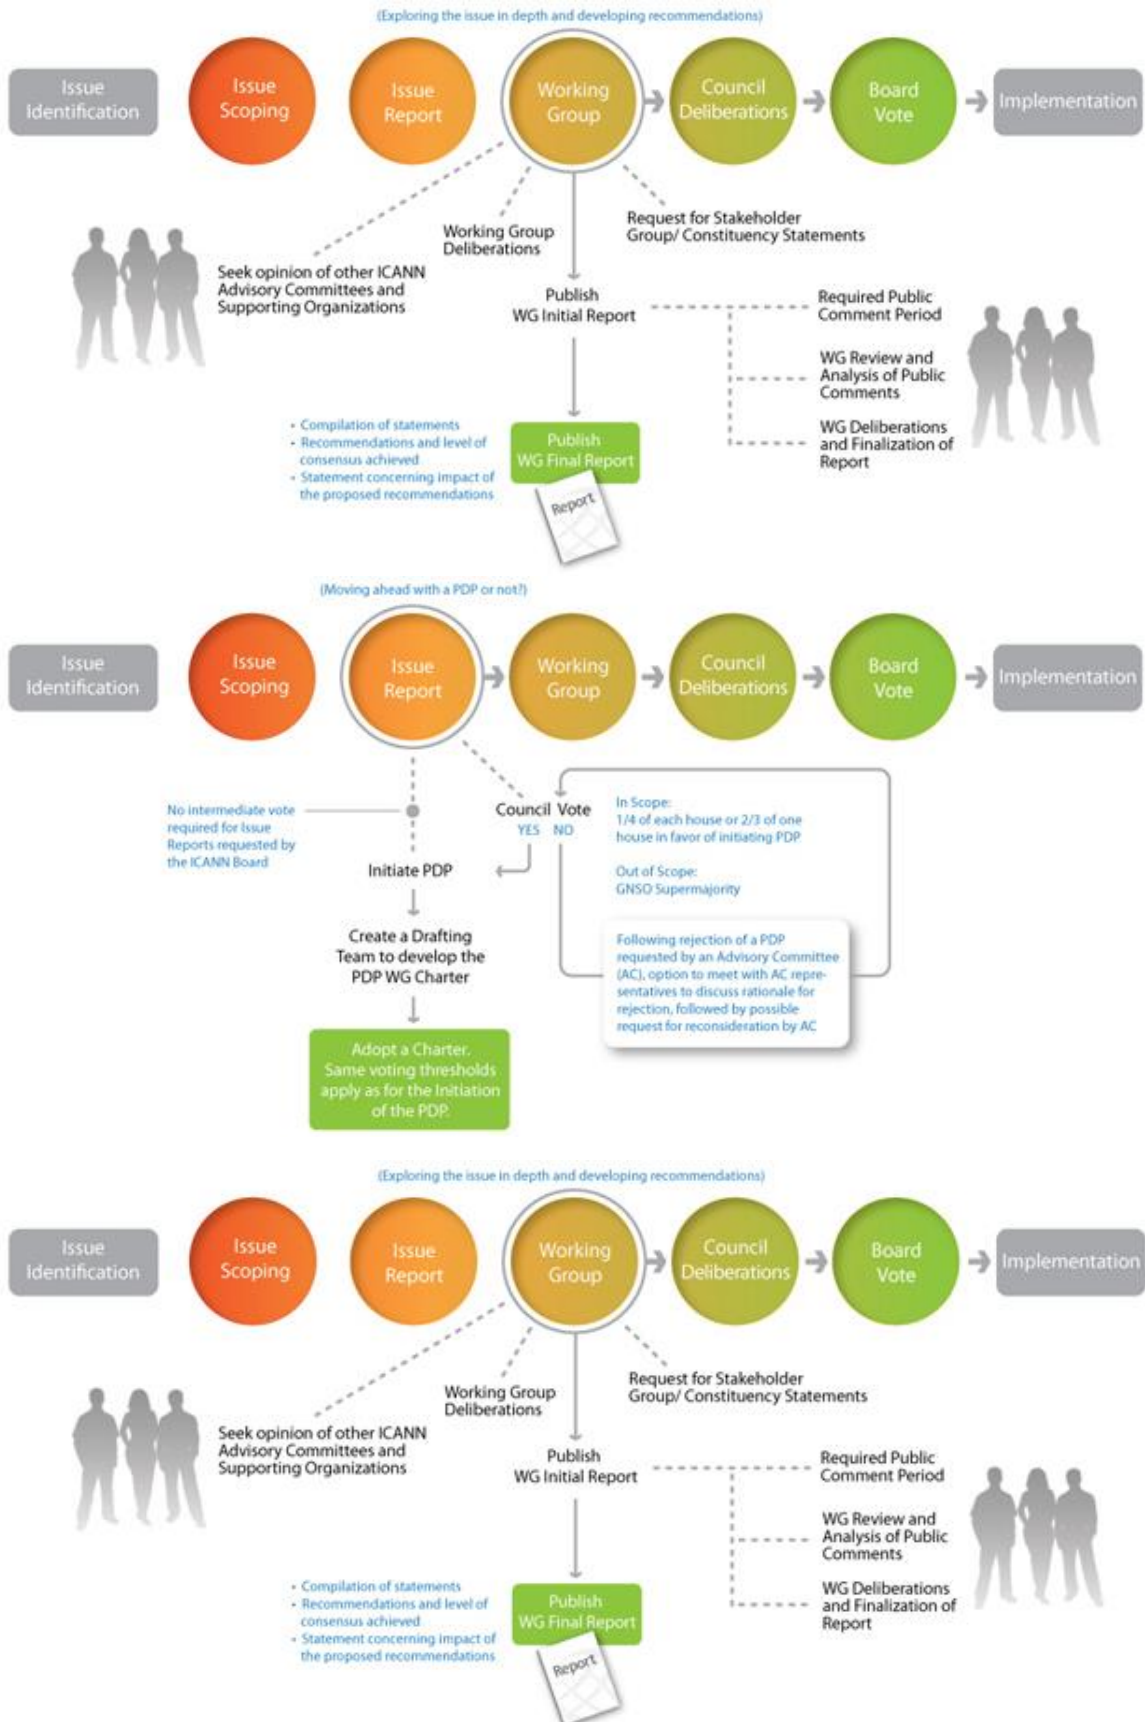 (Exploring the issue in depth and developing recommendations)
Issue
Identification
Issue
Scoping
Issue
Report
Working
Group
Council
Deliberations
Board
Vote
Implementation
Seek opinion of other ICANN
Advisory Committees and
Supporting Organizations
Working Group
Deliberations
Request for Stakeholder
Group/ Constituency Statements
Publish
WG Initial Report
Required Public
Comment Period
WG Review and
Analysis of Public
Comments
WG Deliberations
and Finalization of
Report
• Compilation of statements
• Recommendations and level of
consensus achieved
• Statement concerning impact of
the proposed recommendations
Publish
WG Final Report
Report
(Moving ahead with a PDP or not?)
Issue
Identification
Issue
Scoping
Issue
Report
Working
Group
Council
Deliberations
Board
Vote
Implementation
No intermediate vote
required for Issue
Reports requested by
the ICANN Board
Council Vote
YES NO
Initiate PDP
In Scope:
1/4 of each house or 2/3 of one
house in favor of initiating PDP
Out of Scope:
GNSO Supermajority
Create a Drafting
Team to develop the
PDP WG Charter
Following rejection of a PDP
requested by an Advisory Committee
(AC), option to meet with AC repre-
sentatives to discuss rationale for
rejection, followed by possible
request for reconsideration by AC
Adopt a Charter.
Same voting thresholds
apply as for the Initiation
of the PDP.
(Exploring the issue in depth and developing recommendations)
Issue
Identification
Issue
Scoping
Issue
Report
Working
Group
Council
Deliberations
Board
Vote
Implementation
Seek opinion of other ICANN
Advisory Committees and
Supporting Organizations
Working Group
Deliberations
Request for Stakeholder
Group/ Constituency Statements
Publish
WG Initial Report
Required Public
Comment Period
WG Review and
Analysis of Public
Comments
WG Deliberations
and Finalization of
Report
• Compilation of statements
• Recommendations and level of
consensus achieved
• Statement concerning impact of
the proposed recommendations
Publish
WG Final Report
Report